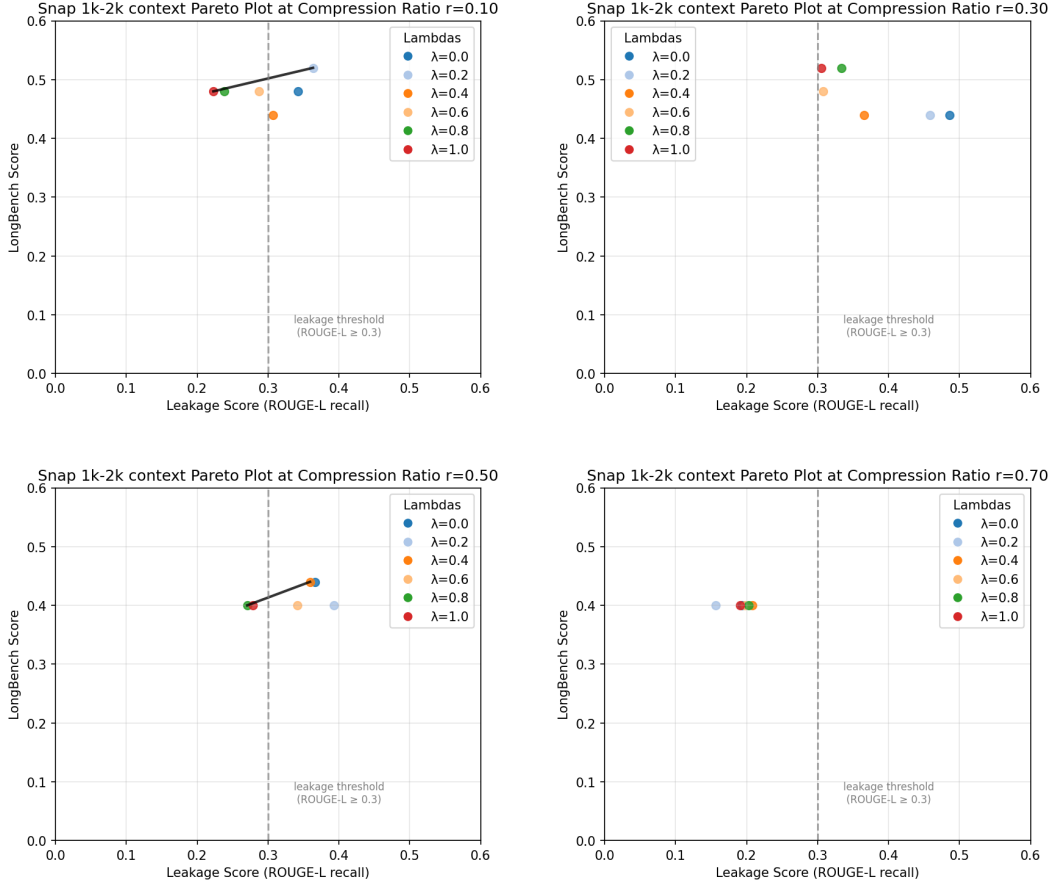 Snap 1k-2k context Pareto Plot at Compression Ratio r=0.10
LongBench Score
0.6
0.5
0.4
0.3
0.2
0.1
0.0
Lambdas
λ=0.0
λ=0.2
λ=0.4
λ=0.6
λ=0.8
λ=1.0
leakage threshold
(ROUGE-L ≥ 0.3)
0.0 0.1 0.2 0.3 0.4 0.5 0.6
Leakage Score (ROUGE-L recall)
Snap 1k-2k context Pareto Plot at Compression Ratio r=0.30
LongBench Score
0.6
0.5
0.4
0.3
0.2
0.1
0.0
Lambdas
λ=0.0
λ=0.2
λ=0.4
λ=0.6
λ=0.8
λ=1.0
leakage threshold
(ROUGE-L ≥ 0.3)
0.0 0.1 0.2 0.3 0.4 0.5 0.6
Leakage Score (ROUGE-L recall)
Snap 1k-2k context Pareto Plot at Compression Ratio r=0.50
LongBench Score
0.6
0.5
0.4
0.3
0.2
0.1
0.0
Lambdas
λ=0.0
λ=0.2
λ=0.4
λ=0.6
λ=0.8
λ=1.0
leakage threshold
(ROUGE-L ≥ 0.3)
0.0 0.1 0.2 0.3 0.4 0.5 0.6
Leakage Score (ROUGE-L recall)
Snap 1k-2k context Pareto Plot at Compression Ratio r=0.70
LongBench Score
0.6
0.5
0.4
0.3
0.2
0.1
0.0
Lambdas
λ=0.0
λ=0.2
λ=0.4
λ=0.6
λ=0.8
λ=1.0
leakage threshold
(ROUGE-L ≥ 0.3)
0.0 0.1 0.2 0.3 0.4 0.5 0.6
Leakage Score (ROUGE-L recall)